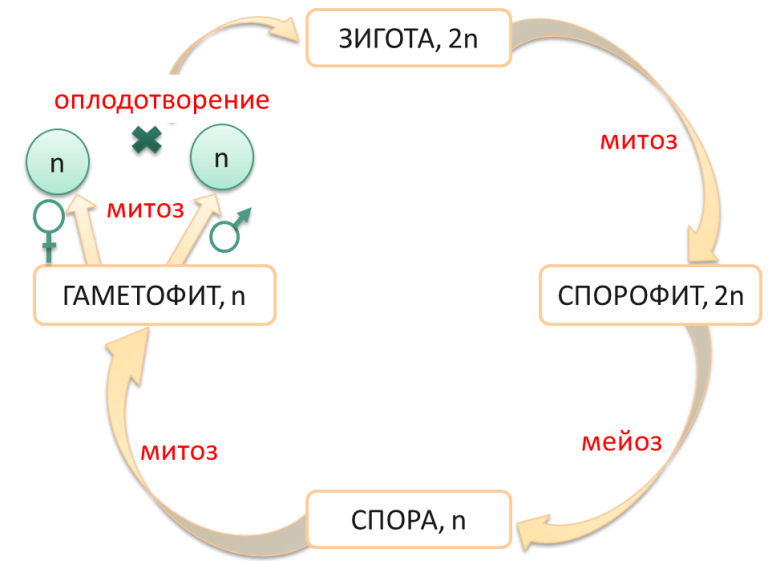 ЗИГОТА, 2n
оплодотворение
митоз
n
n
митоз
ГАМЕТОФИТ, n
СПОРОФИТ, 2n
митоз
мейоз
СПОРА, n